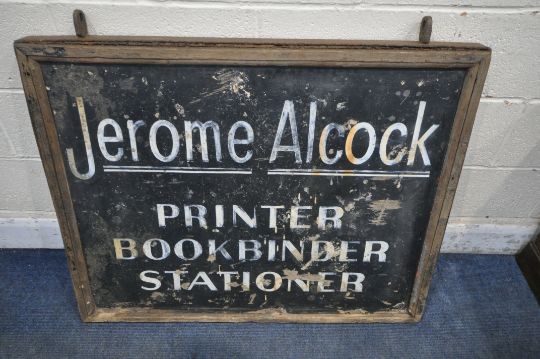 Jerome Alcock
PRINTER
BOOKBINDER
STATIONER